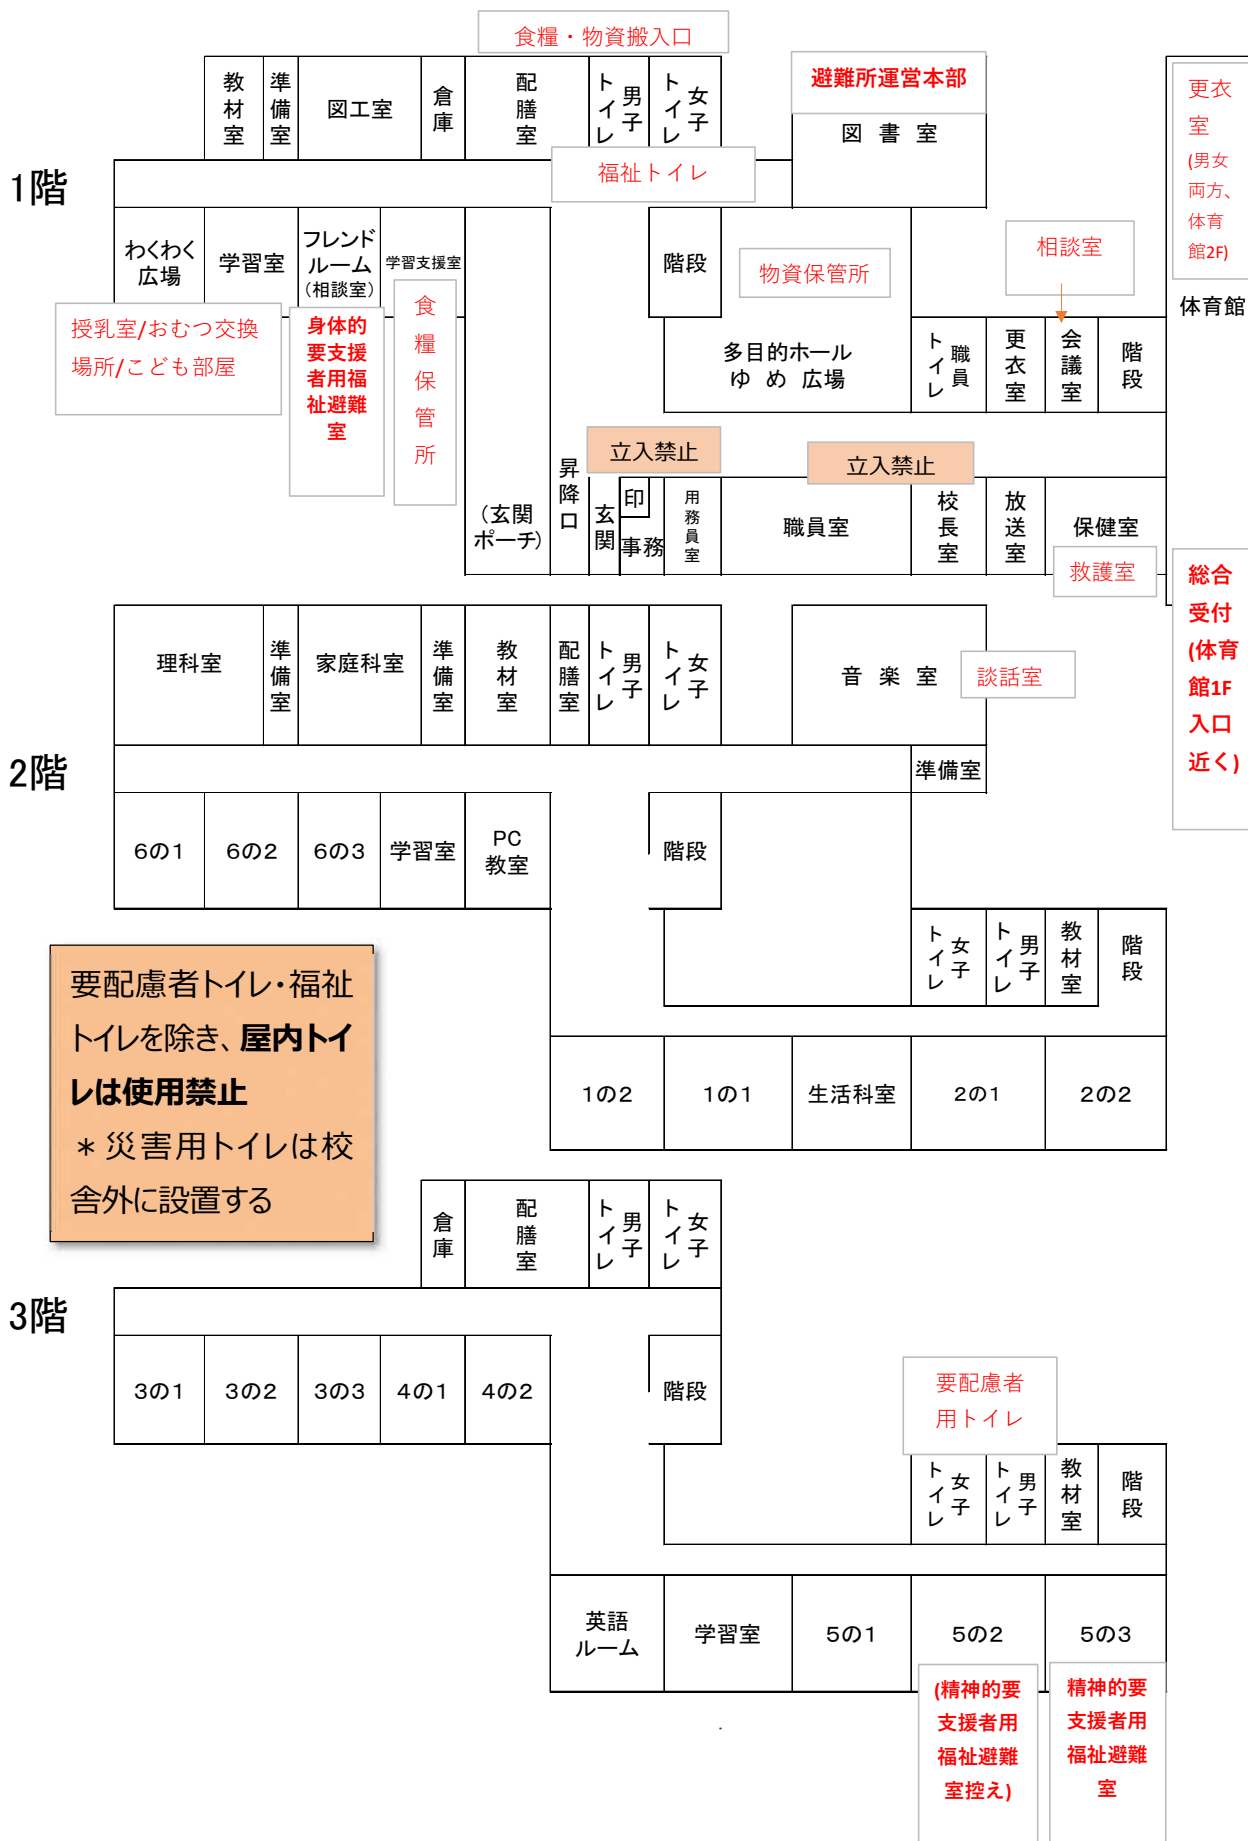 食糧・物資搬入口
避難所運営本部
教材室
準備室
図工室
倉庫
配膳室
男子トイレ
女子トイレ
図書室
更衣室
(男女両方、体育館2F)
1階
福祉トイレ
わくわく
広場
学習室
フレンド
ルーム
(相談室)
学習支援室
階段
物資保管所
相談室
体育館
授乳室/おむつ交換
場所/こども部屋
身体的
要支援
者用福
祉避難
室
食糧保管所
多目的ホール
ゆめ広場
職員トイレ
更衣室
会議室
階段
立入禁止
立入禁止
(玄関
ポーチ)
昇降口
玄関
印
事務
用務員室
職員室
校長室
放送室
保健室
救護室
総合
受付
(体育
館1F
入口
近く)
理科室
準備室
家庭科室
準備室
教材室
配膳室
男子トイレ
女子トイレ
音楽室
談話室
2階
準備室
6の1
6の2
6の3
学習室
PC
教室
階段
女子トイレ
男子トイレ
教材室
階段
要配慮者トイレ・福祉
トイレを除き、屋内トイ
レは使用禁止
＊災害用トイレは校
舎外に設置する
1の2
1の1
生活科室
2の1
2の2
倉庫
配膳室
男子トイレ
女子トイレ
3階
3の1
3の2
3の3
4の1
4の2
階段
要配慮者
用トイレ
女子トイレ
男子トイレ
教材室
階段
英語
ルーム
学習室
5の1
5の2
5の3
(精神的要
支援者用
福祉避難
室控え)
精神的要
支援者用
福祉避難
室